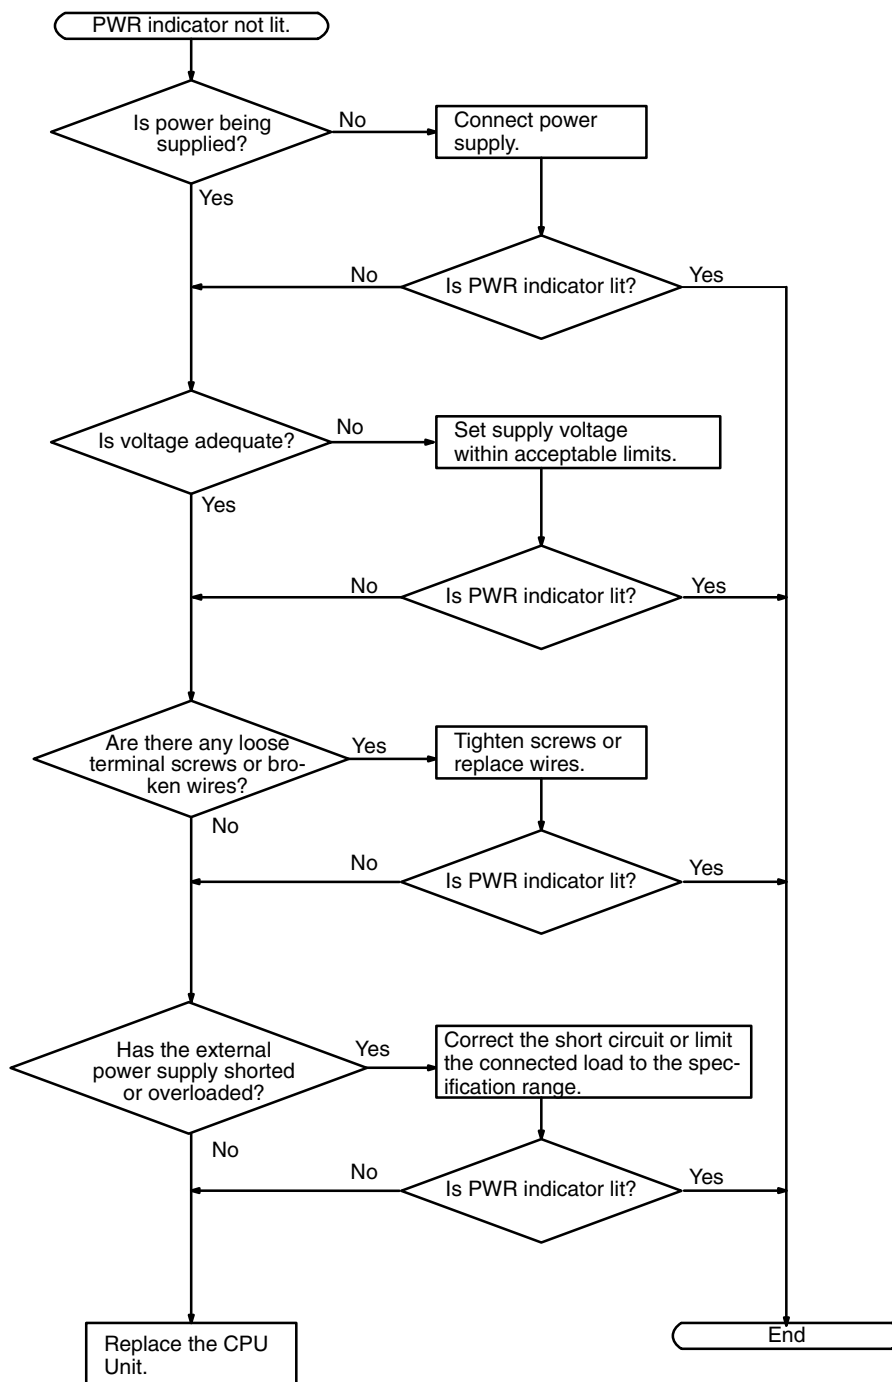 PWR indicator not lit.
Is power being
supplied?
No
Connect power
supply.
Yes
No
Is PWR indicator lit?
Yes
Is voltage adequate?
No
Set supply voltage
within acceptable limits.
Yes
No
Is PWR indicator lit?
Yes
Are there any loose
terminal screws or bro-
ken wires?
Yes
Tighten screws or
replace wires.
No
No
Is PWR indicator lit?
Yes
Has the external
power supply shorted
or overloaded?
Yes
Correct the short circuit or limit
the connected load to the spec-
ification range.
No
No
Is PWR indicator lit?
Yes
Replace the CPU
Unit.
End